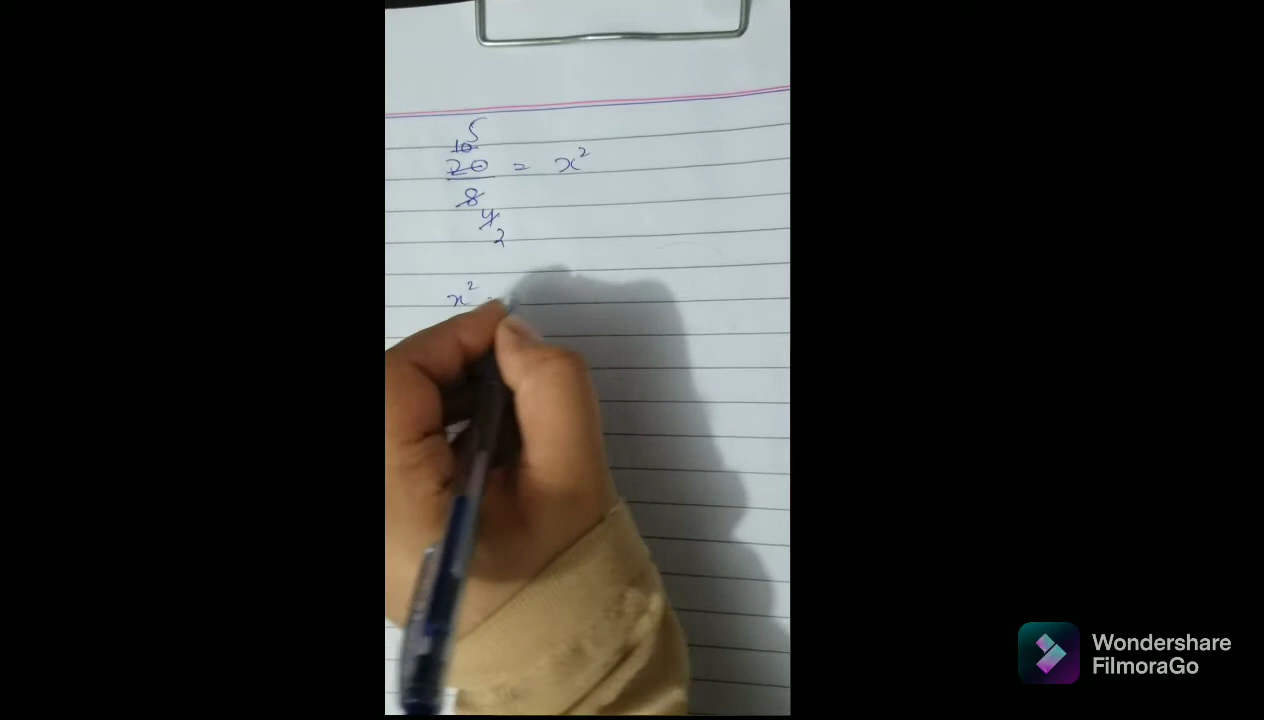 5
10
20 = x²
8
4
2
x² =
Wondershare
FilmoraGo